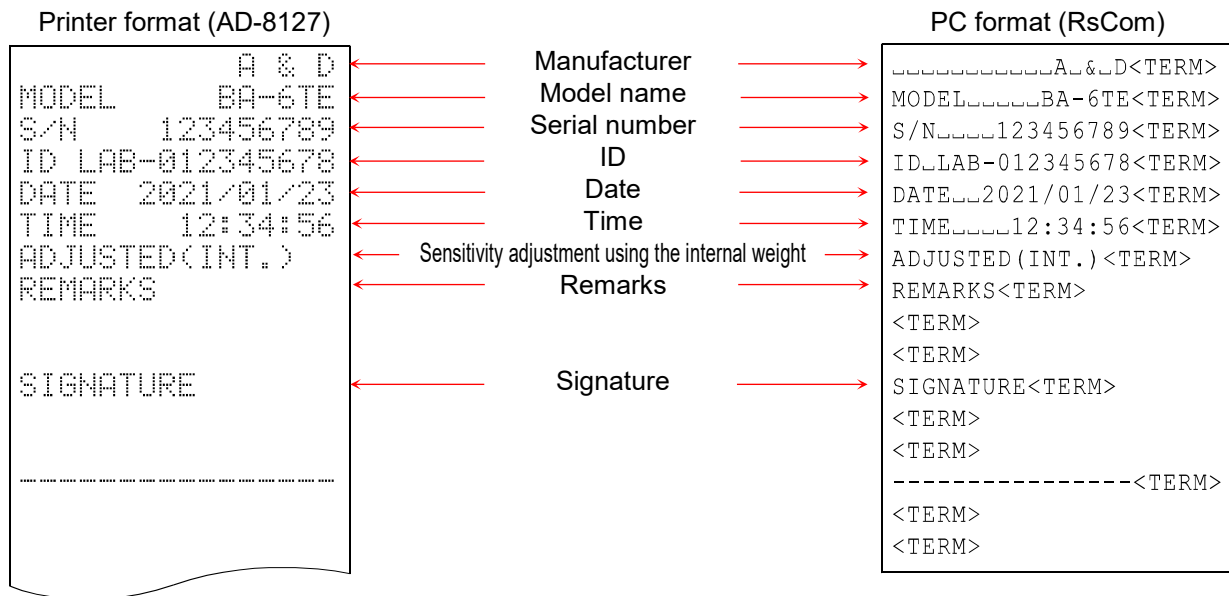 Printer format (AD-8127)
A & D
MODEL BA-6TE
S/N 123456789
ID LAB-012345678
DATE 2021/01/23
TIME 12:34:56
ADJUSTED(INT.)
REMARKS
SIGNATURE
----------------
Manufacturer
Model name
Serial number
ID
Date
Time
Sensitivity adjustment using the internal weight
Remarks
Signature
PC format (RsCom)
␣␣␣␣␣␣␣␣␣␣␣A␣&␣D<TERM>
MODEL␣␣␣␣␣BA-6TE<TERM>
S/N␣␣␣␣123456789<TERM>
ID␣LAB-012345678<TERM>
DATE␣␣2021/01/23<TERM>
TIME␣␣␣␣12:34:56<TERM>
ADJUSTED(INT.)<TERM>
REMARKS<TERM>
<TERM>
<TERM>
SIGNATURE<TERM>
<TERM>
<TERM>
----------------<TERM>
<TERM>
<TERM>